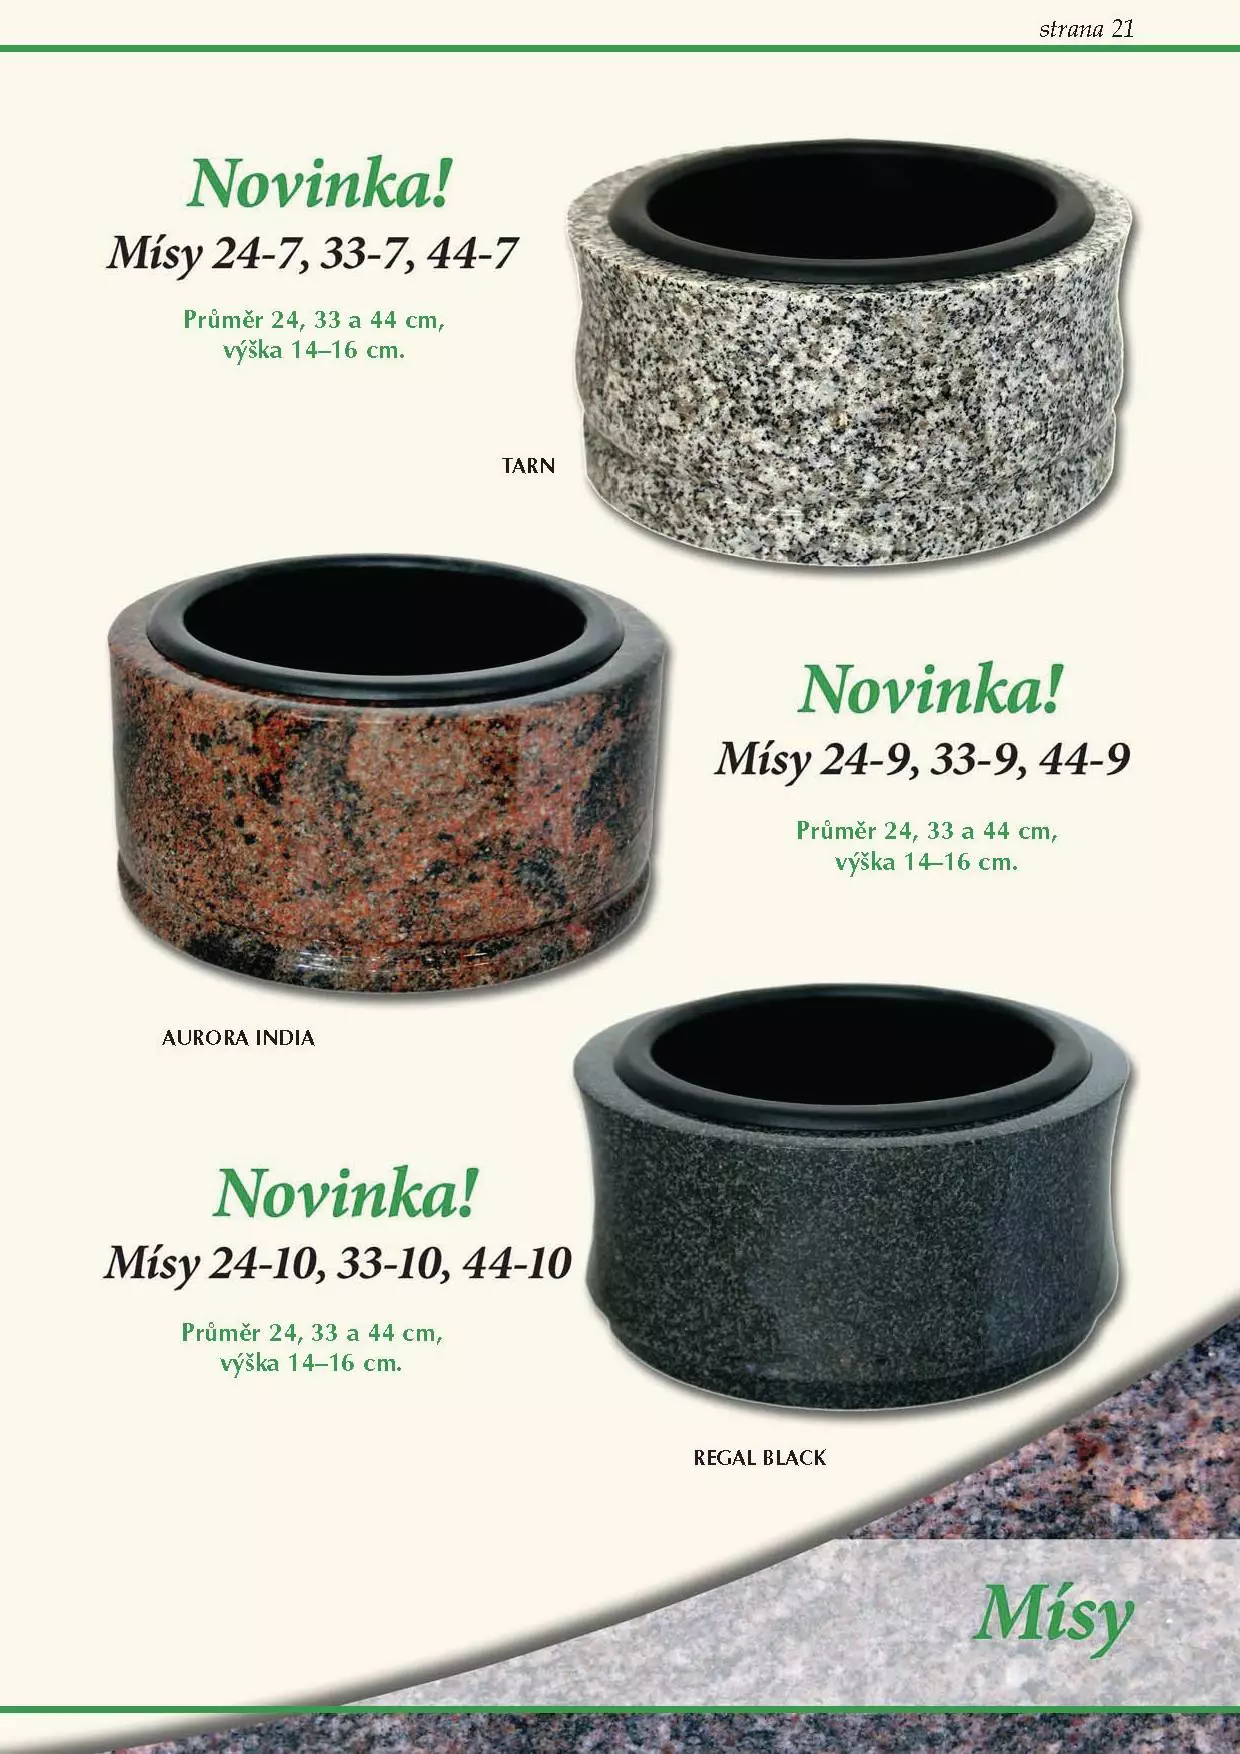 strana 21
Novinka!
Mísy 24-7, 33-7, 44-7
Průměr 24, 33 a 44 cm,
výška 14–16 cm.
TARN
Novinka!
Mísy 24-9, 33-9, 44-9
Průměr 24, 33 a 44 cm,
výška 14–16 cm.
AURORA INDIA
Novinka!
Mísy 24-10, 33-10, 44-10
Průměr 24, 33 a 44 cm,
výška 14–16 cm.
REGAL BLACK
Mísy